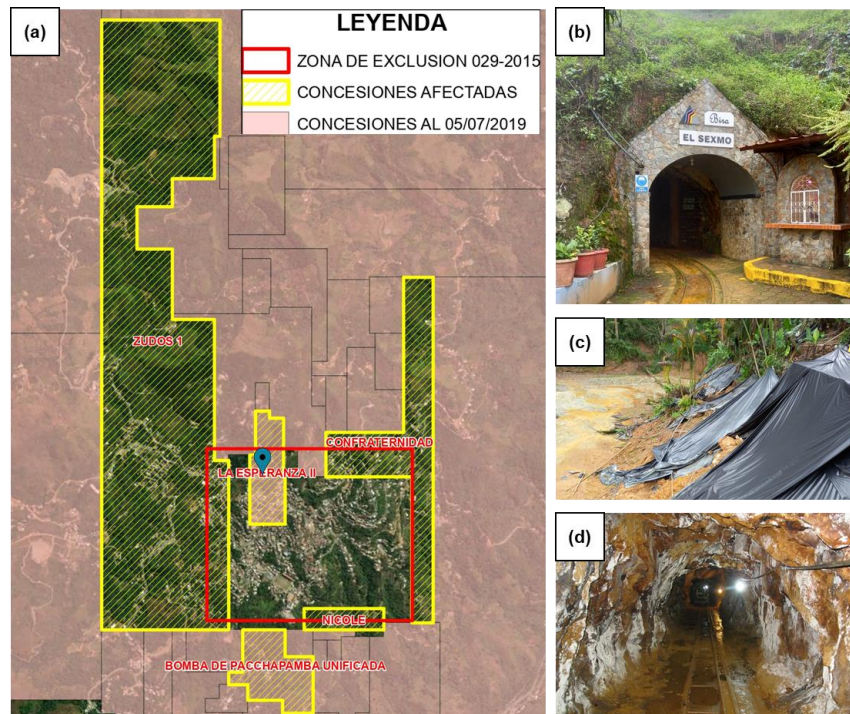 (a)
LEYENDA
ZONA DE EXCLUSION 029-2015
CONCESIONES AFECTADAS
CONCESIONES AL 05/07/2019
ZUDOS 1
CONFRATERNIDAD
LA ESPERANZA II
NICOLE
BOMBA DE PACCHAPAMBA UNIFICADA
(b)
Bira
EL SEXMO
(c)
(d)